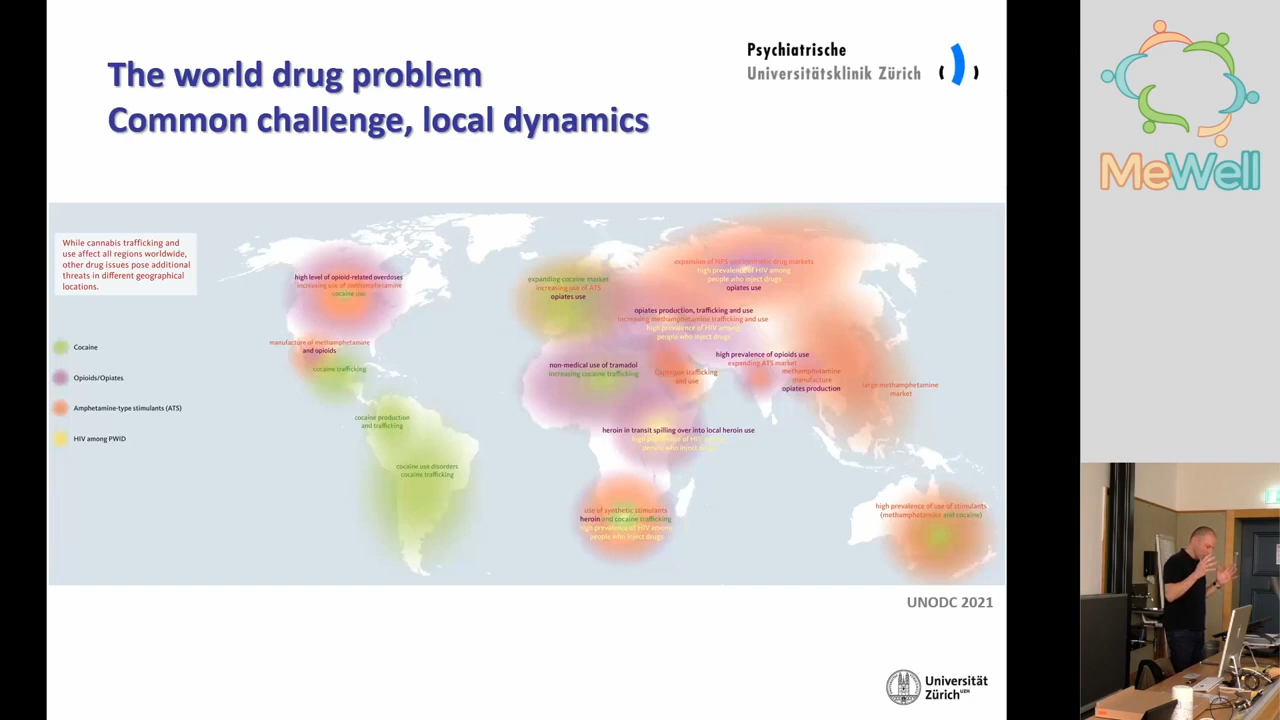 The world drug problem
Common challenge, local dynamics
Psychiatrische
Universitätsklinik Zürich
MeWell
While cannabis trafficking and
use affect all regions worldwide,
other drug issues pose additional
threats in different geographical
locations.
Cocaine
Opioids/Opiates
Amphetamine-type stimulants (ATS)
HIV among PWID
high level of opioid-related overdoses
increasing use of methamphetamine
cocaine use
manufacture of methamphetamine
and opioids
cocaine trafficking
cocaine production
and trafficking
cocaine use disorders
cocaine trafficking
expanding cocaine market
increasing use of ATS
opiates use
expansion of NPS and synthetic drug markets
high prevalence of HIV among
people who inject drugs
opiates use
opiates production, trafficking and use
increasing methamphetamine trafficking and use
high prevalence of HIV among
people who inject drugs
non-medical use of tramadol
increasing cocaine trafficking
Captagon trafficking
and use
high prevalence of opioids use
expanding ATS market
methamphetamine
manufacture
opiates production
large methamphetamine
market
heroin in transit spilling over into local heroin use
high prevalence of HIV among
people who inject drugs
use of synthetic stimulants
heroin and cocaine trafficking
high prevalence of HIV among
people who inject drugs
high prevalence of use of stimulants
(methamphetamine and cocaine)
UNODC 2021
Universität
Zürich UZH